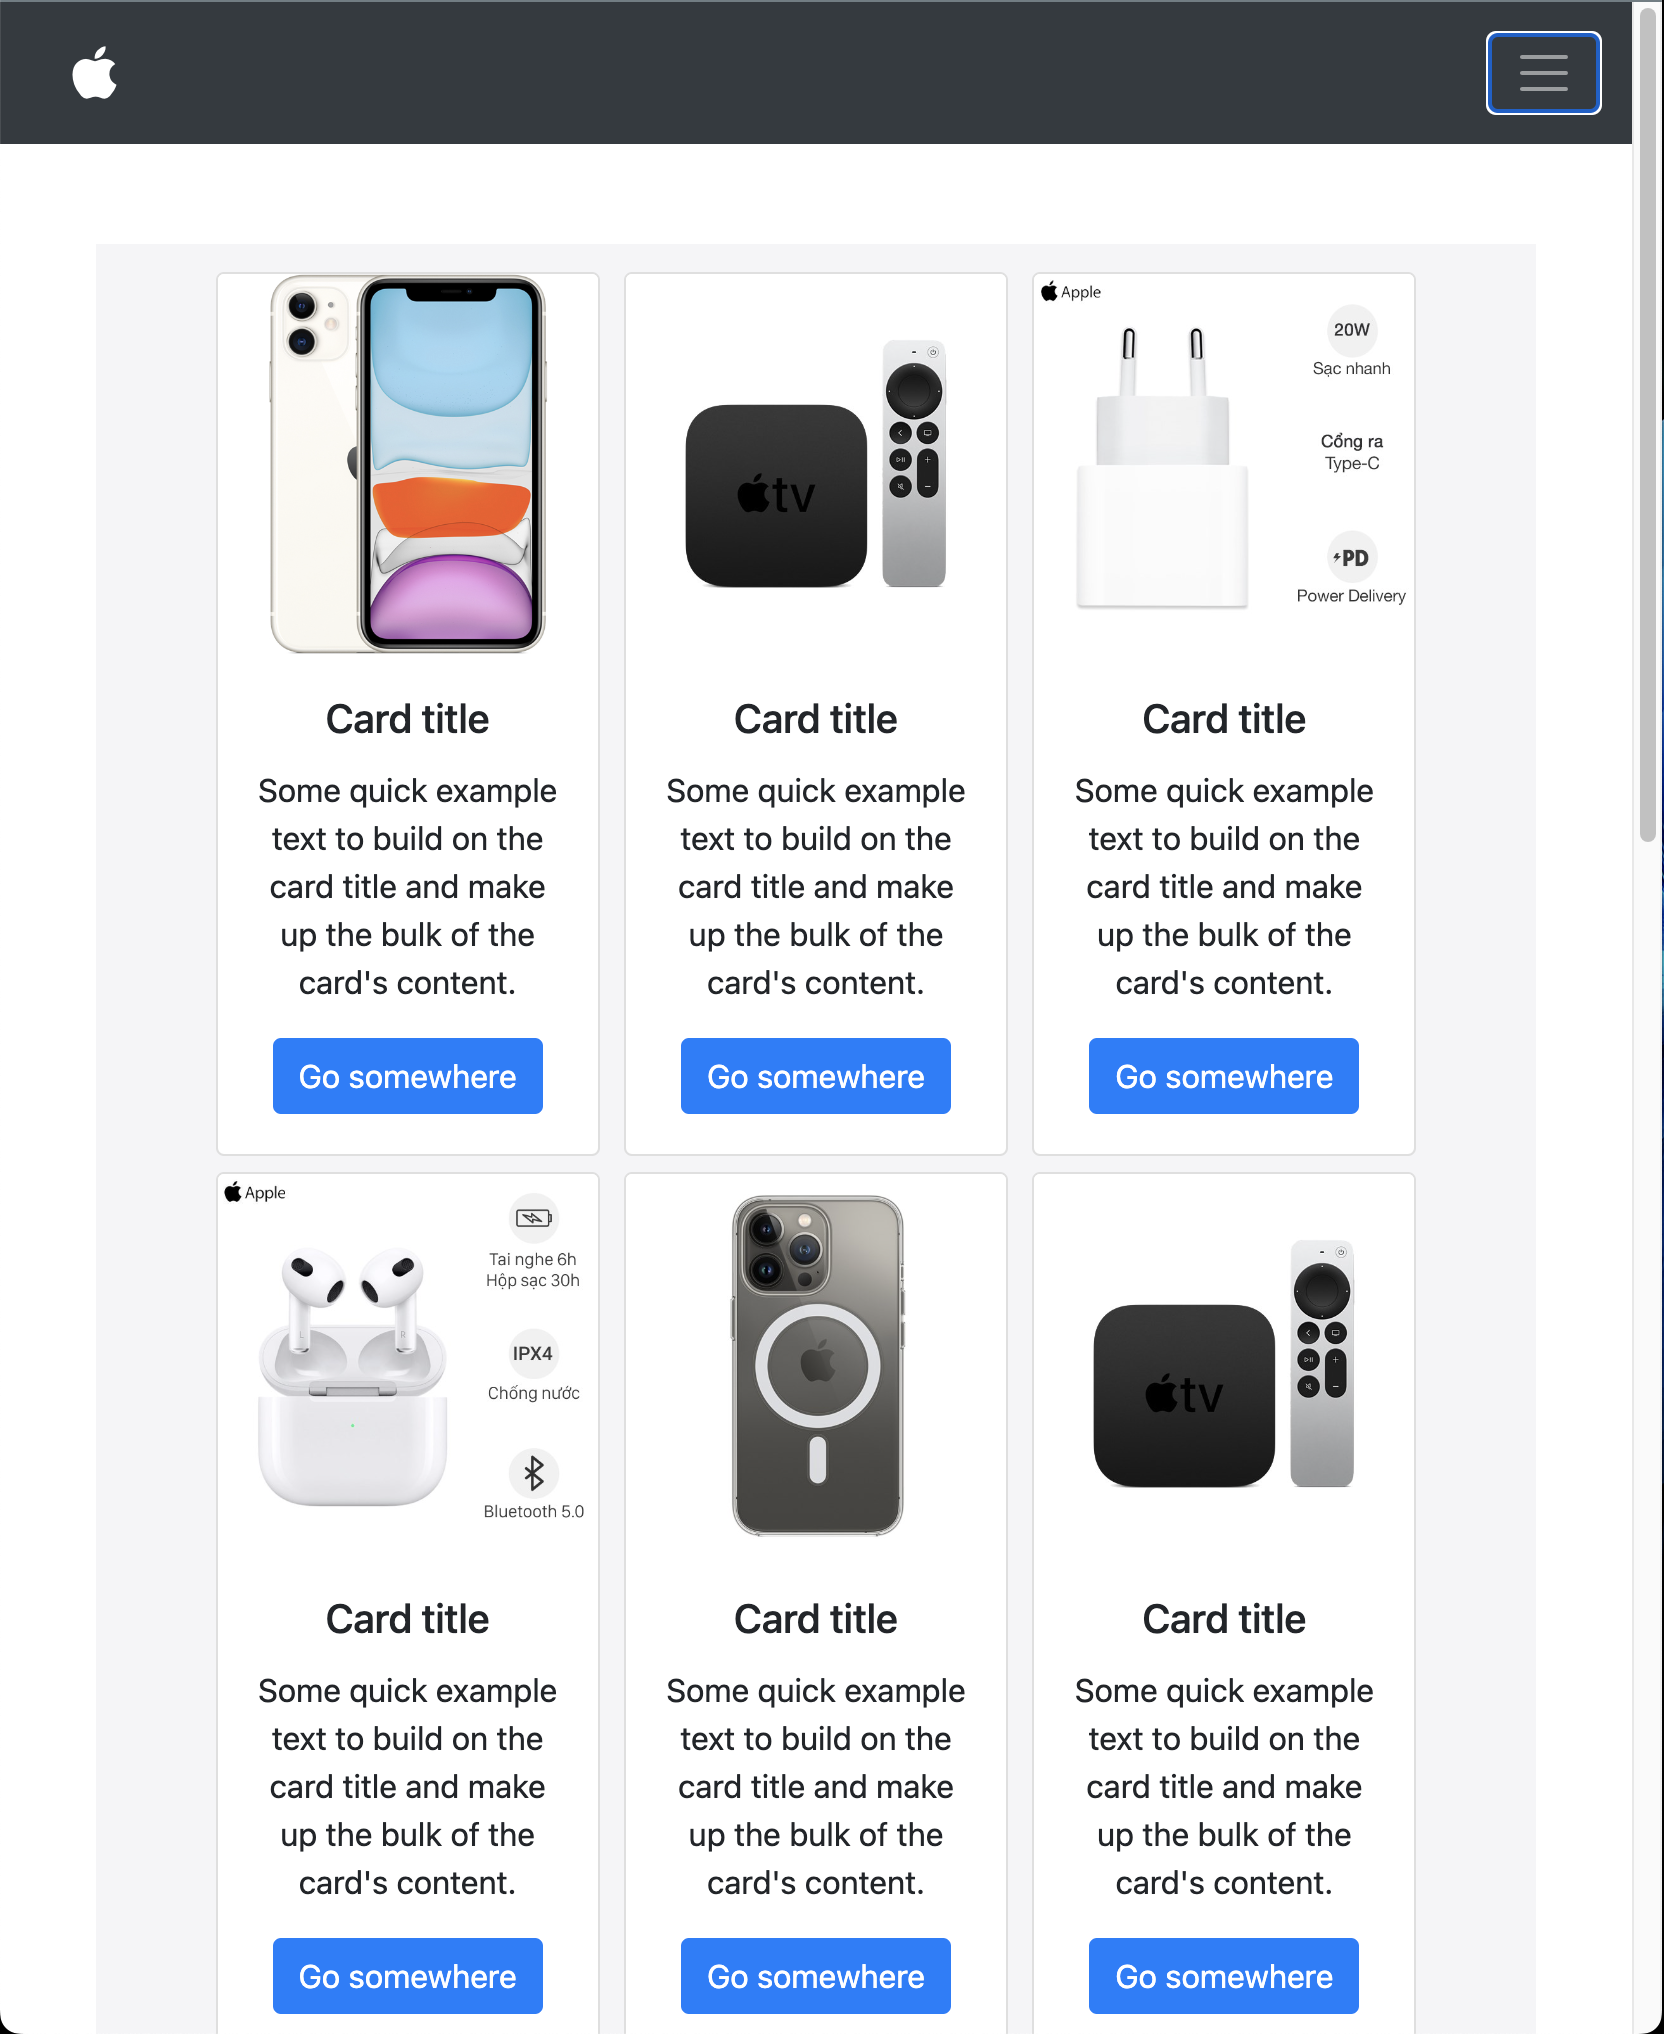 tv
Apple
20W
Sạc nhanh
Cổng ra
Type-C
PD
Power Delivery
Card title
Some quick example
text to build on the
card title and make
up the bulk of the
card's content.
Go somewhere
Card title
Some quick example
text to build on the
card title and make
up the bulk of the
card's content.
Go somewhere
Card title
Some quick example
text to build on the
card title and make
up the bulk of the
card's content.
Go somewhere
Apple
Tai nghe 6h
Hộp sạc 30h
IPX4
Chống nước
Bluetooth 5.0
L
R
tv
Card title
Some quick example
text to build on the
card title and make
up the bulk of the
card's content.
Go somewhere
Card title
Some quick example
text to build on the
card title and make
up the bulk of the
card's content.
Go somewhere
Card title
Some quick example
text to build on the
card title and make
up the bulk of the
card's content.
Go somewhere